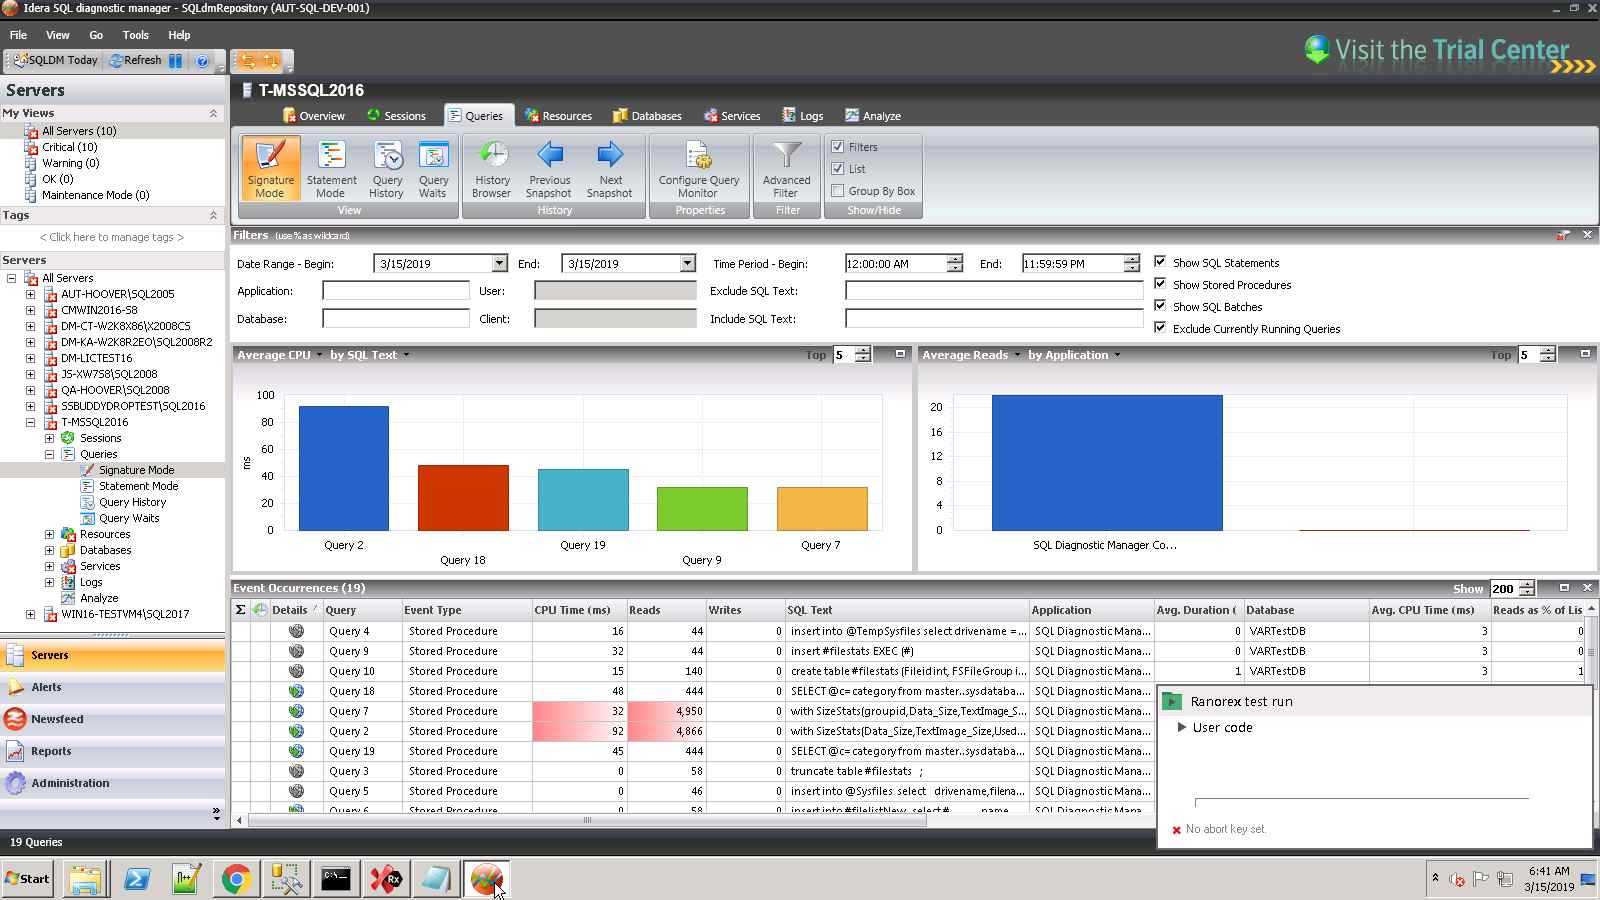 Idera SQL diagnostic manager - SQLdmRepository (AUT-SQL-DEV-001)
File View Go Tools Help
SQLDM Today Refresh
Visit the Trial Center
Servers
My Views
All Servers (10)
Critical (10)
Warning (0)
OK (0)
Maintenance Mode (0)
Tags
< Click here to manage tags >
Servers
All Servers
AUT-HOOVER\SQL2005
CMWIN2016-S8
DM-CT-W2K8X86\X2008CS
DM-KA-W2K8R2EO\SQL2008R2
DM-LICTEST16
JS-XW7S8\SQL2008
QA-HOOVER\SQL2008
SSBUDDYDROPTEST\SQL2016
T-MSSQL2016
Sessions
Queries
Signature Mode
Statement Mode
Query History
Query Waits
Resources
Databases
Services
Logs
Analyze
WIN16-TESTVM4\SQL2017
Servers
Alerts
Newsfeed
Reports
Administration
T-MSSQL2016
Overview Sessions Queries Resources Databases Services Logs Analyze
Signature Mode
Statement Mode
Query History
Query Waits
View
History Browser
Previous Snapshot
Next Snapshot
History
Configure Query Monitor
Properties
Advanced Filter
Filter
Filters
List
Group By Box
Show/Hide
Filters (use % as wildcard)
Date Range - Begin: 3/15/2019 End: 3/15/2019 Time Period - Begin: 12:00:00 AM End: 11:59:59 PM
Application: User: Exclude SQL Text:
Database: Client: Include SQL Text:
Show SQL Statements
Show Stored Procedures
Show SQL Batches
Exclude Currently Running Queries
Average CPU by SQL Text Top 5
100
80
60
40
20
0
ms
Query 2
Query 18
Query 19
Query 9
Query 7
Average Reads by Application Top 5
20
16
12
8
4
0
SQL Diagnostic Manager Co...
Event Occurrences (19) Show 200
Σ Details Query Event Type CPU Time (ms) Reads Writes SQL Text Application Avg. Duration ( Database Avg. CPU Time (ms) Reads as % of Lis
Query 4 Stored Procedure 16 44 0 insert into @TempSysfiles select drivename = ... SQL Diagnostic Mana... 0 VARTestDB 3 0
Query 9 Stored Procedure 32 44 0 insert #filestats EXEC (#) SQL Diagnostic Mana... 0 VARTestDB 3 0
Query 10 Stored Procedure 15 140 0 create table #filestats (Fileid int, FSFileGroup i... SQL Diagnostic Mana... 1 VARTestDB 3 1
Query 18 Stored Procedure 48 444 0 SELECT @c= category from master..sysdataba... SQL Diagnostic Mana...
Query 7 Stored Procedure 32 4,950 0 with SizeStats(groupid,Data_Size,TextImage_S... SQL Diagnostic Mana...
Query 2 Stored Procedure 92 4,866 0 with SizeStats(Data_Size,TextImage_Size,Used... SQL Diagnostic Mana...
Query 19 Stored Procedure 45 444 0 SELECT @c= category from master..sysdataba... SQL Diagnostic Mana...
Query 3 Stored Procedure 0 58 0 truncate table #filestats ; SQL Diagnostic Mana...
Query 5 Stored Procedure 0 46 0 insert into @Sysfiles select drivename,filena... SQL Diagnostic Mana...
Query 6 Stored Procedure 0 58 0 insert into #filelistNew select # name SQL Diagnostic Mana...
Ranorex test run
User code
No abort key set.
19 Queries
Start
C:\
Rx
6:41 AM
3/15/2019